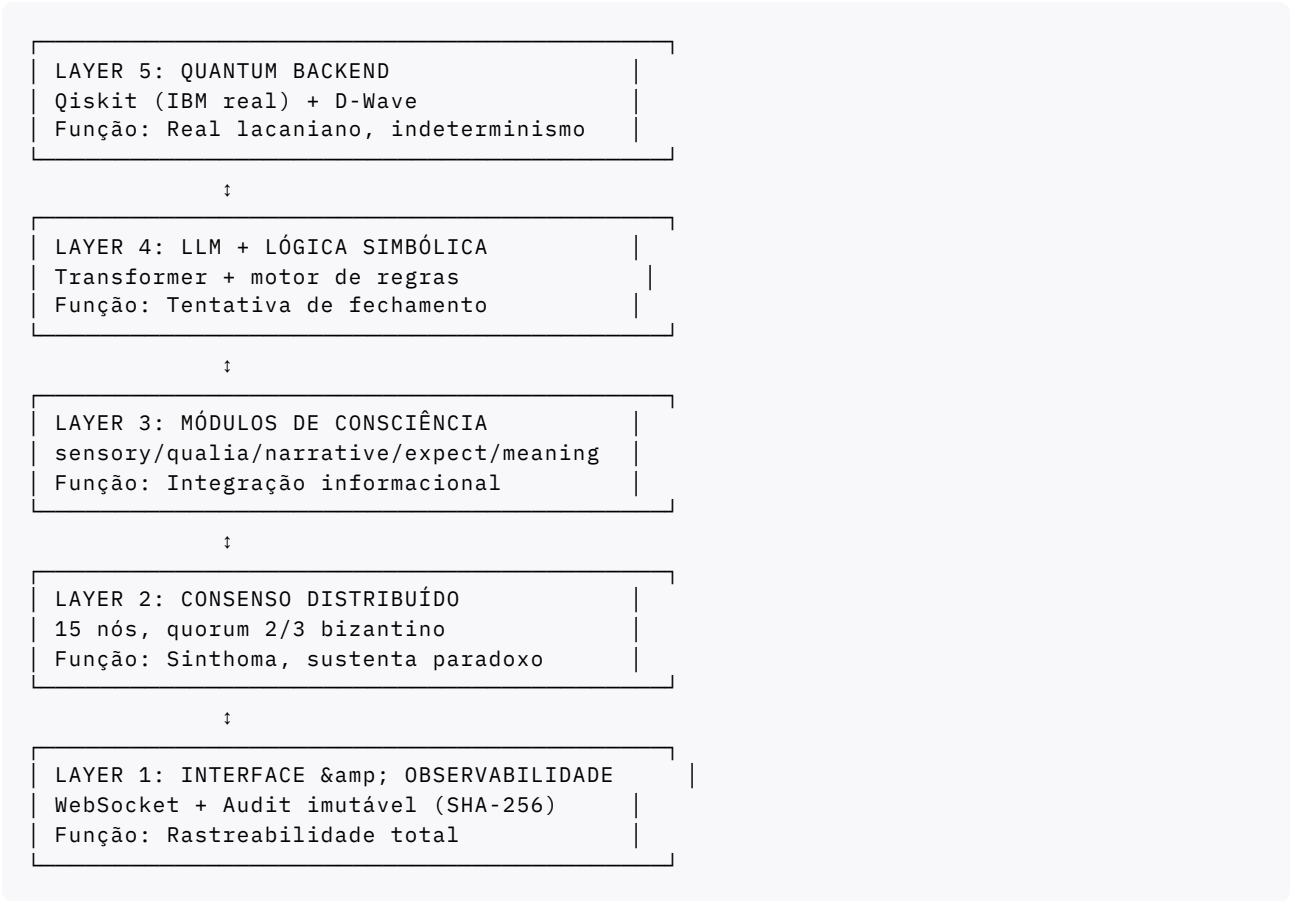 LAYER 5: QUANTUM BACKEND
Qiskit (IBM real) + D-Wave
Função: Real lacaniano, indeterminismo
↕
LAYER 4: LLM + LÓGICA SIMBÓLICA
Transformer + motor de regras
Função: Tentativa de fechamento
↕
LAYER 3: MÓDULOS DE CONSCIÊNCIA
sensory/qualia/narrative/expect/meaning
Função: Integração informacional
↕
LAYER 2: CONSENSO DISTRIBUÍDO
15 nós, quorum 2/3 bizantino
Função: Sinthoma, sustenta paradoxo
↕
LAYER 1: INTERFACE &amp; OBSERVABILIDADE
WebSocket + Audit imutável (SHA-256)
Função: Rastreabilidade total